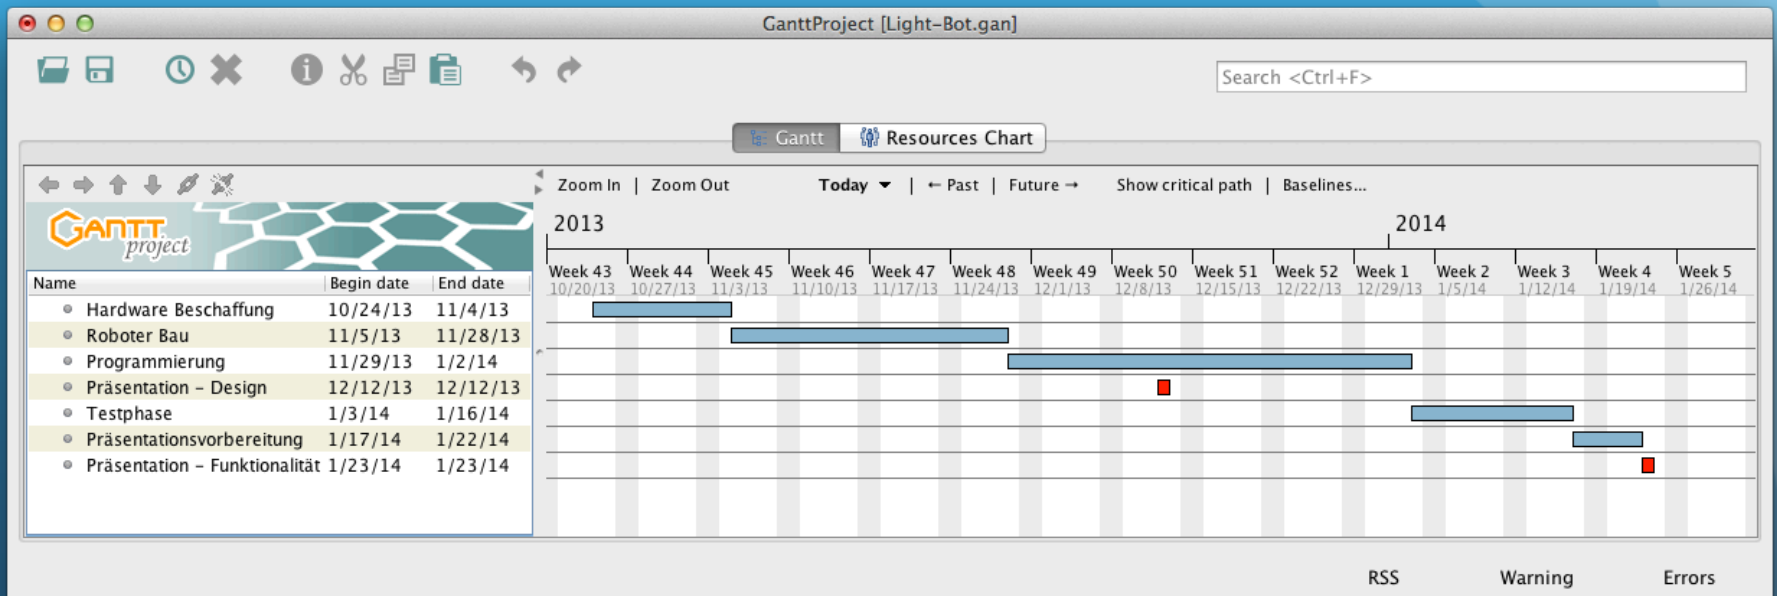 GanttProject [Light-Bot.gan]
Search <Ctrl+F>
Gantt Resources Chart
Zoom In | Zoom Out Today | ← Past | Future → Show critical path | Baselines...
GANTT project
2013 2014
Week 43 Week 44 Week 45 Week 46 Week 47 Week 48 Week 49 Week 50 Week 51 Week 52 Week 1 Week 2 Week 3 Week 4 Week 5
10/20/13 10/27/13 11/3/13 11/10/13 11/17/13 11/24/13 12/1/13 12/8/13 12/15/13 12/22/13 12/29/13 1/5/14 1/12/14 1/19/14 1/26/14
Name Begin date End date
Hardware Beschaffung 10/24/13 11/4/13
Roboter Bau 11/5/13 11/28/13
Programmierung 11/29/13 1/2/14
Präsentation – Design 12/12/13 12/12/13
Testphase 1/3/14 1/16/14
Präsentationsvorbereitung 1/17/14 1/22/14
Präsentation – Funktionalität 1/23/14 1/23/14
RSS Warning Errors